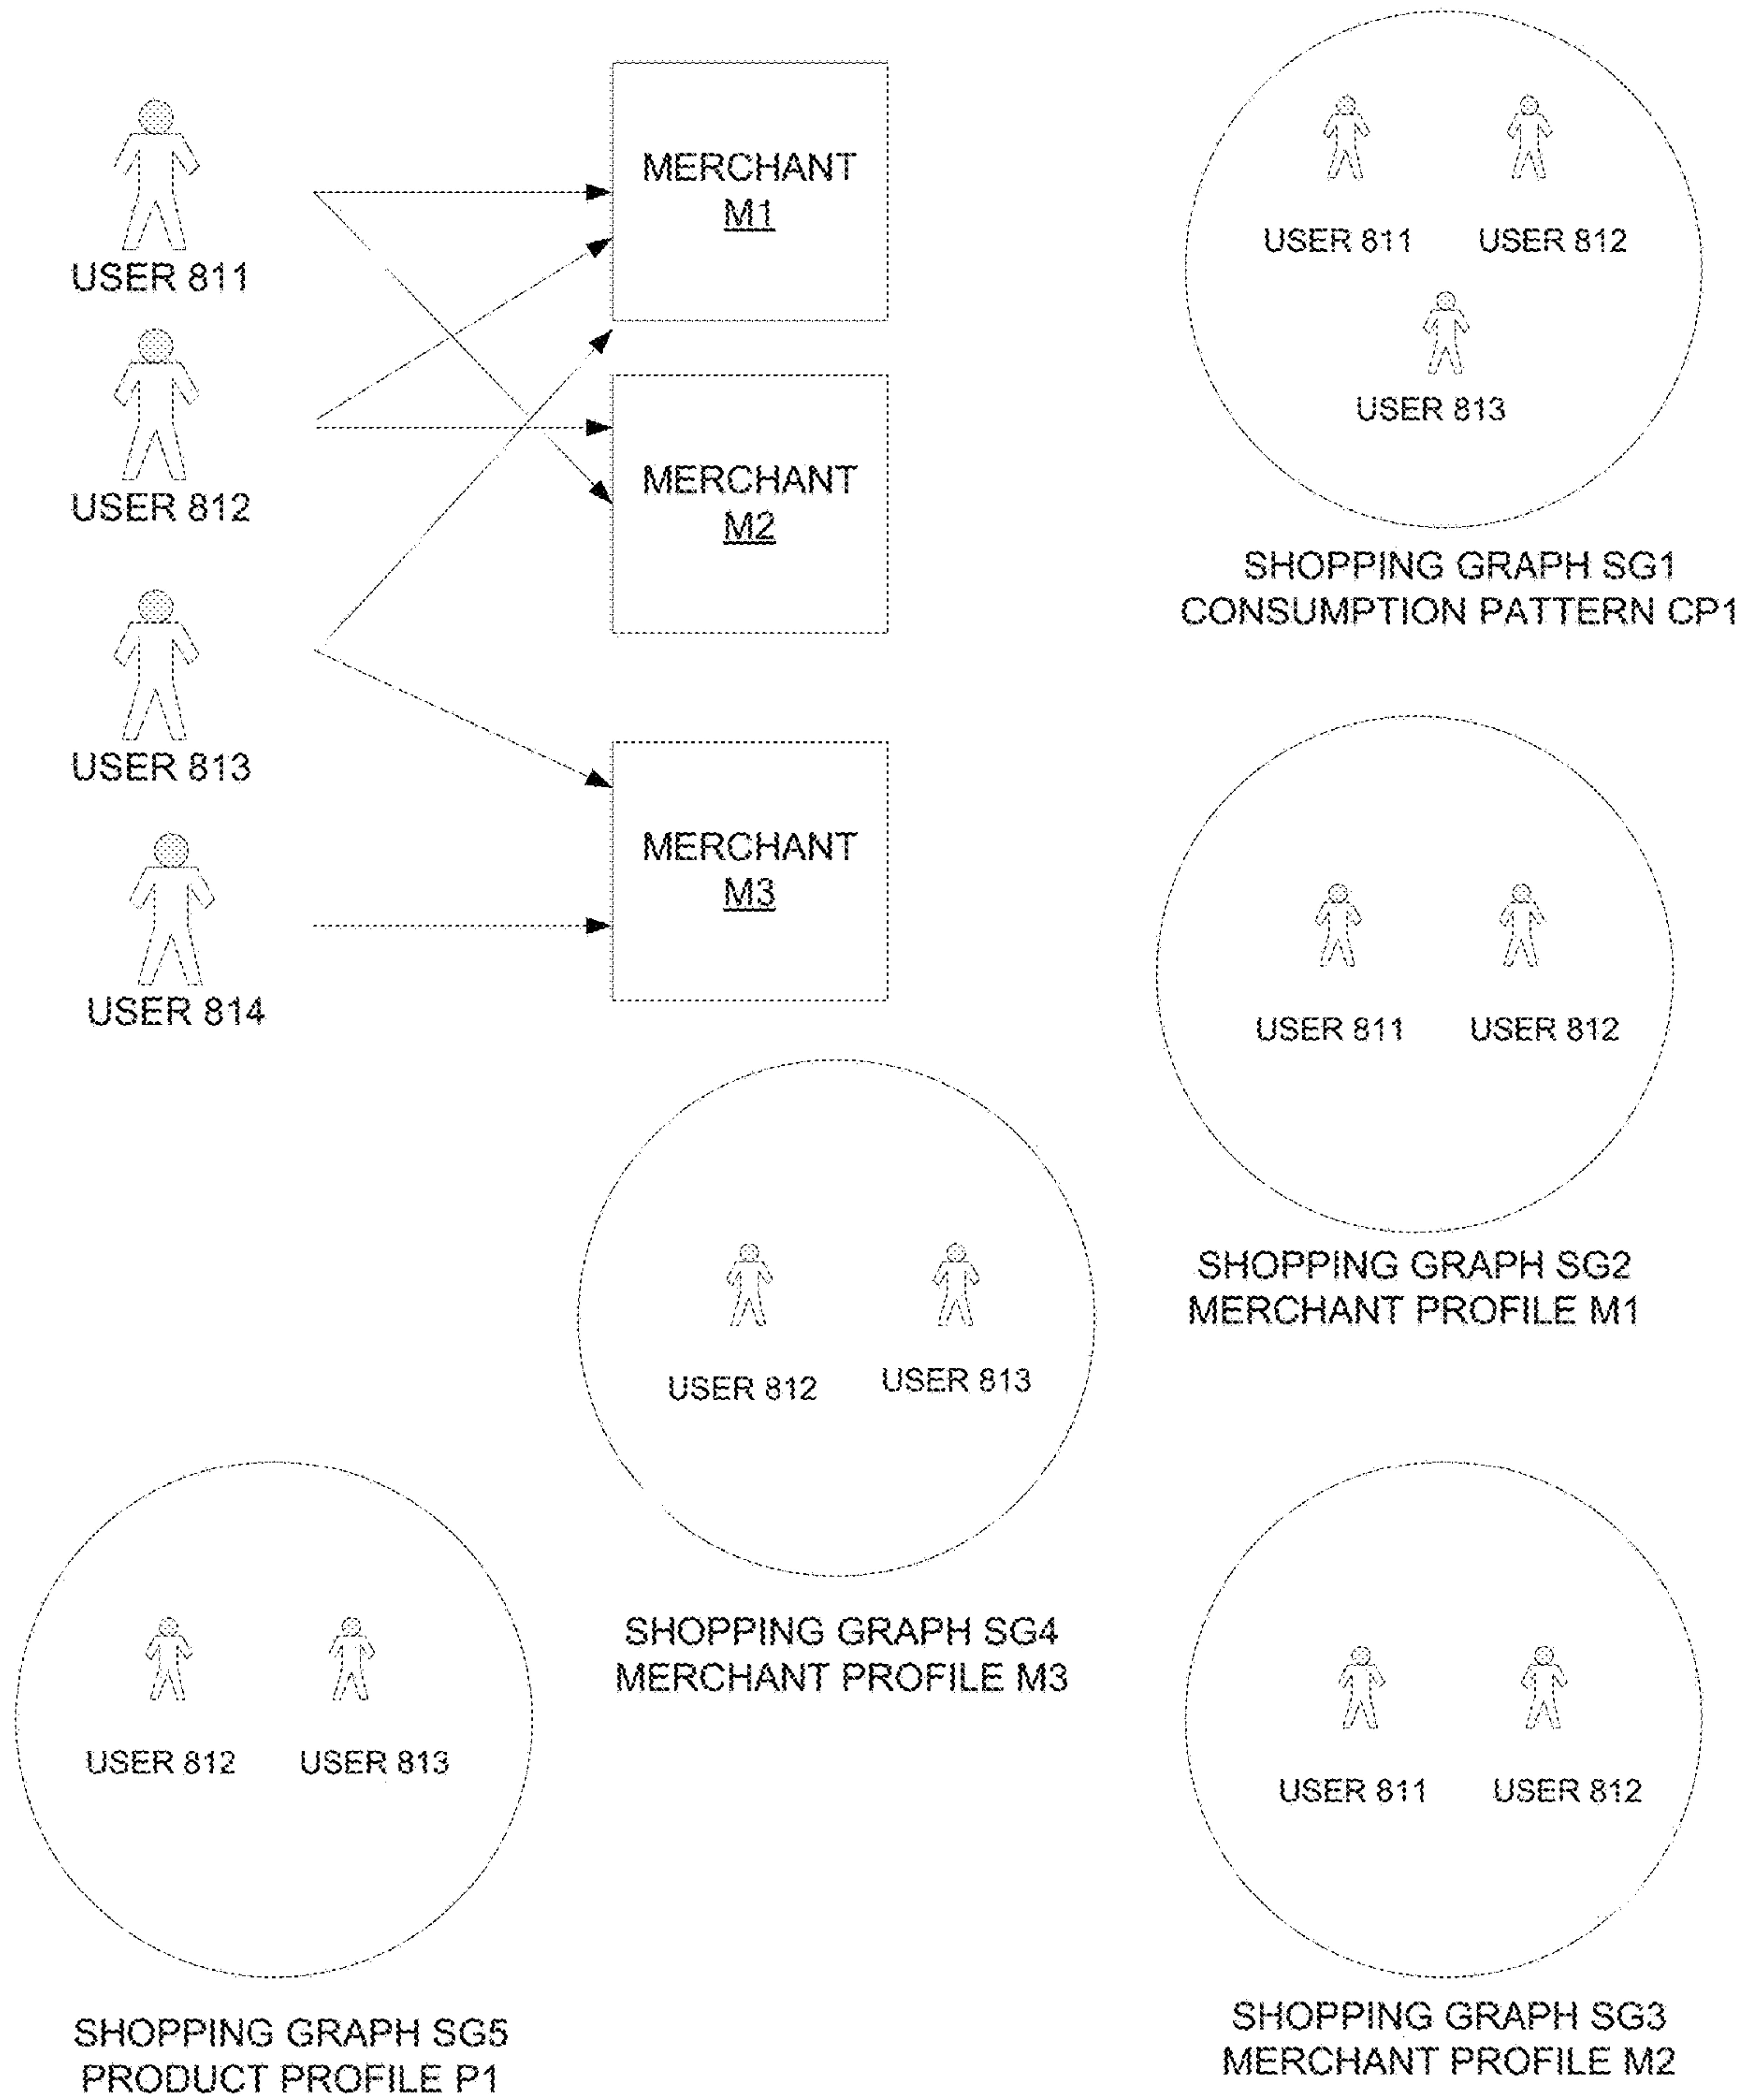 USER 811
USER 812
USER 813
USER 814
MERCHANT
M1
MERCHANT
M2
MERCHANT
M3
USER 811
USER 812
USER 813
SHOPPING GRAPH SG1
CONSUMPTION PATTERN CP1
USER 811
USER 812
SHOPPING GRAPH SG2
MERCHANT PROFILE M1
USER 812
USER 813
SHOPPING GRAPH SG4
MERCHANT PROFILE M3
USER 812
USER 813
SHOPPING GRAPH SG5
PRODUCT PROFILE P1
USER 811
USER 812
SHOPPING GRAPH SG3
MERCHANT PROFILE M2